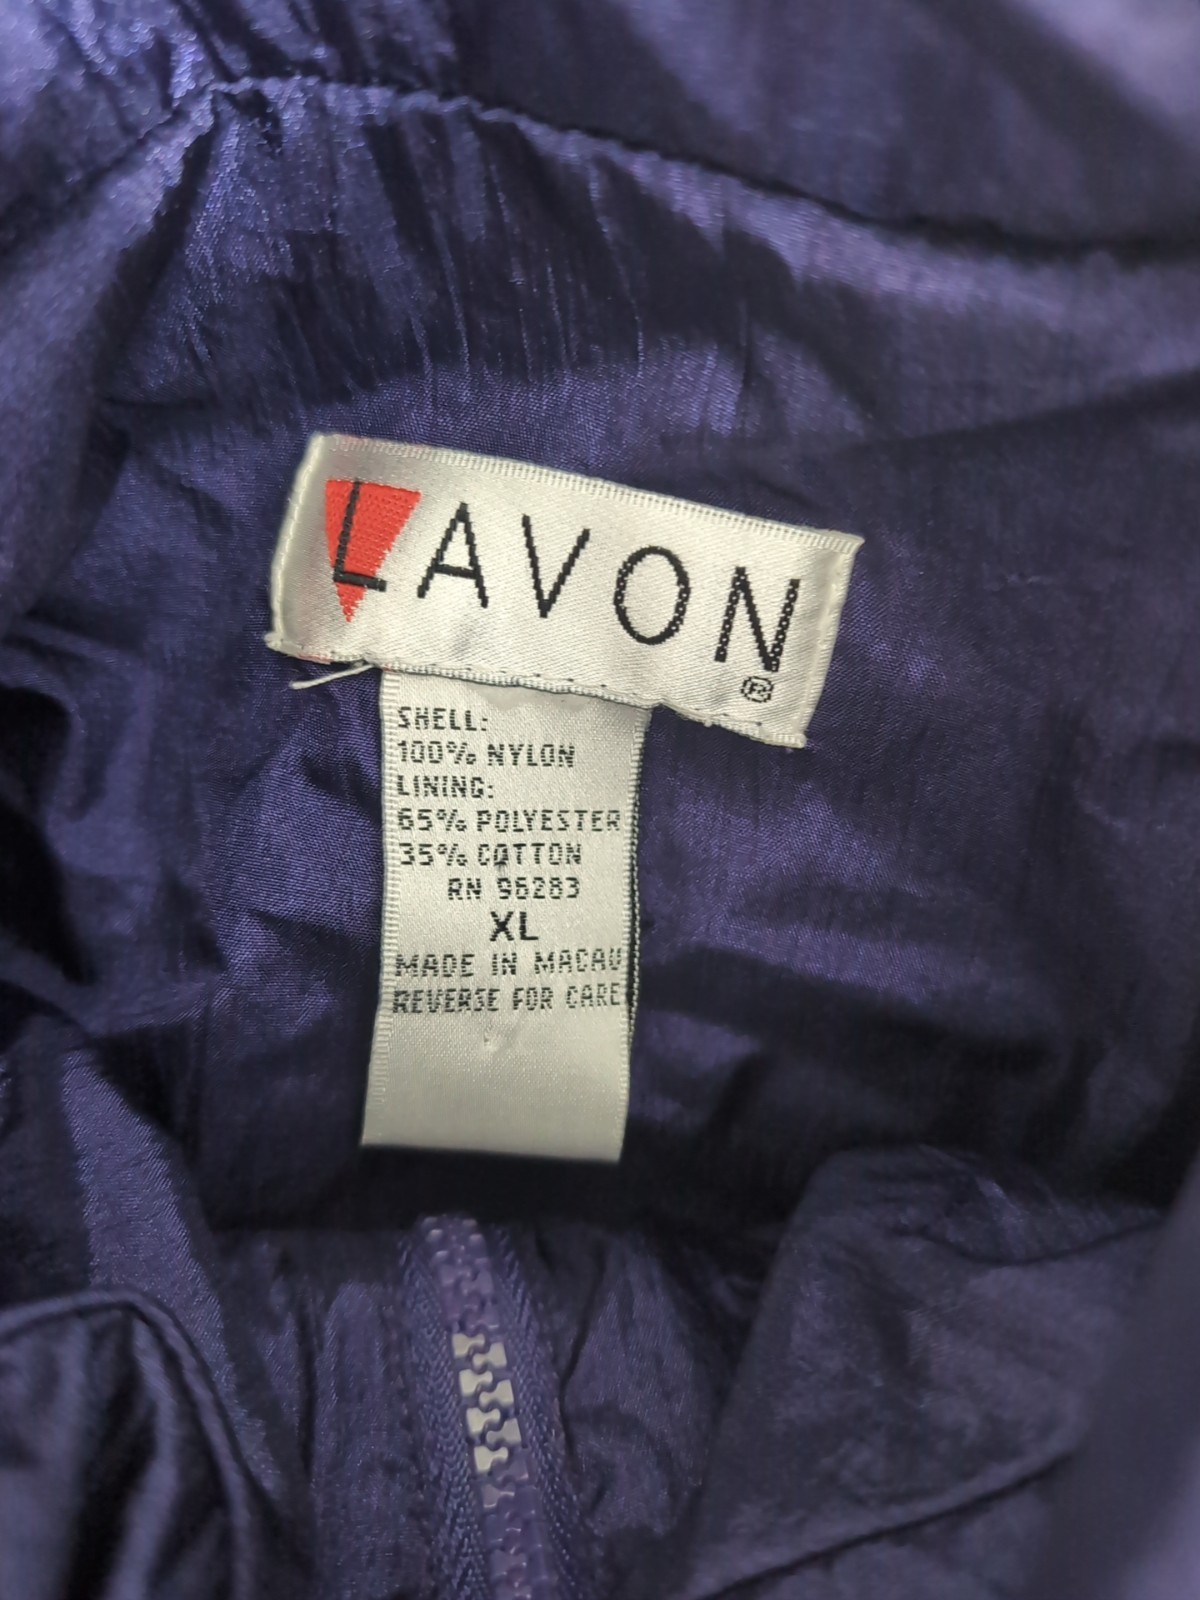 LAVON
®
SHELL:
100% NYLON
LINING:
65% POLYESTER
35% COTTON
RN 96283
XL
MADE IN MACAU
REVERSE FOR CARE